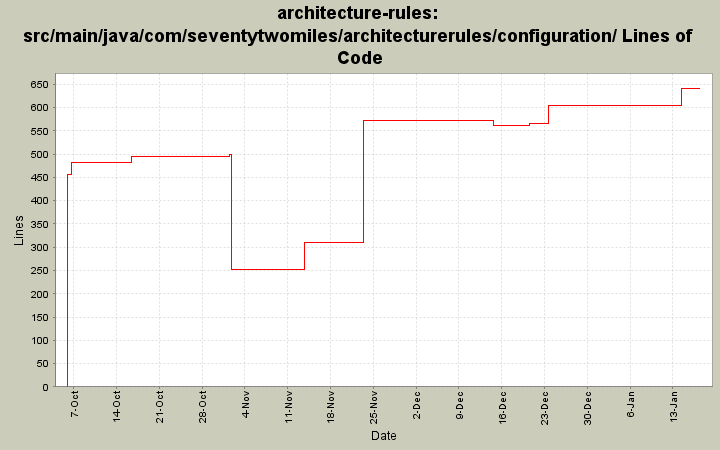 architecture-rules:
src/main/java/com/seventytwomiles/architecturerules/configuration/ Lines of
Code
650
600
550
500
450
400
350
300
250
200
150
100
50
0
Lines
7-Oct
14-Oct
21-Oct
28-Oct
4-Nov
11-Nov
18-Nov
25-Nov
2-Dec
9-Dec
16-Dec
23-Dec
30-Dec
6-Jan
13-Jan
Date